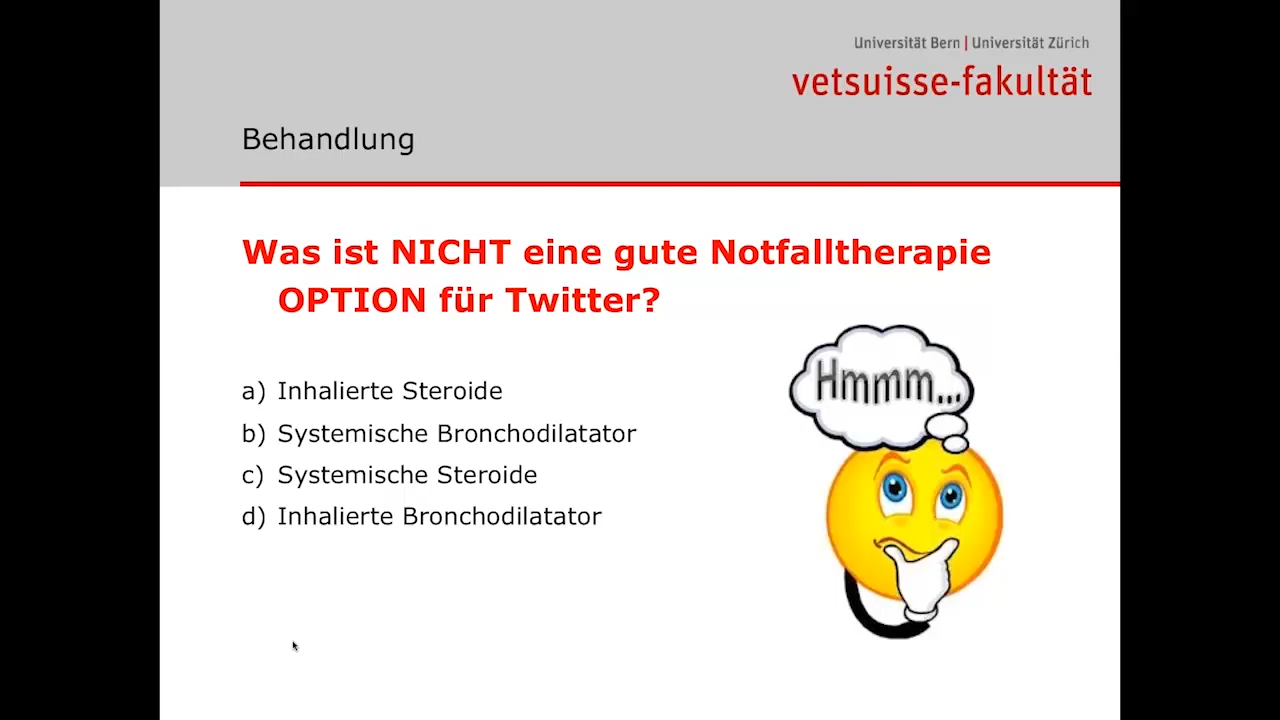 Universität Bern | Universität Zürich
vetsuisse-fakultät
Behandlung
Was ist NICHT eine gute Notfalltherapie
OPTION für Twitter?
a) Inhalierte Steroide
b) Systemische Bronchodilatator
c) Systemische Steroide
d) Inhalierte Bronchodilatator
Hmmm...